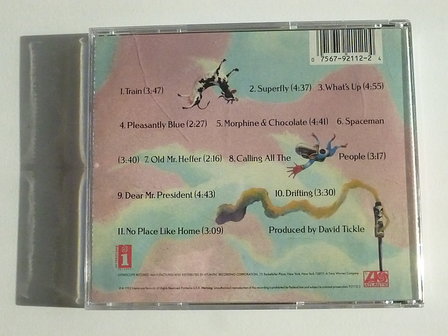 0 7567-92112-2 4
1. Train (3:47)
2. Superfly (4:37) 3. What's Up (4:55)
4. Pleasantly Blue (2:27) 5. Morphine & Chocolate (4:41) 6. Spaceman
(3:40) 7. Old Mr. Heffer (2:16) 8. Calling All The People (3:17)
9. Dear Mr. President (4:43) 10. Drifting (3:30)
11. No Place Like Home (3:09) Produced by David Tickle
ATLANTIC